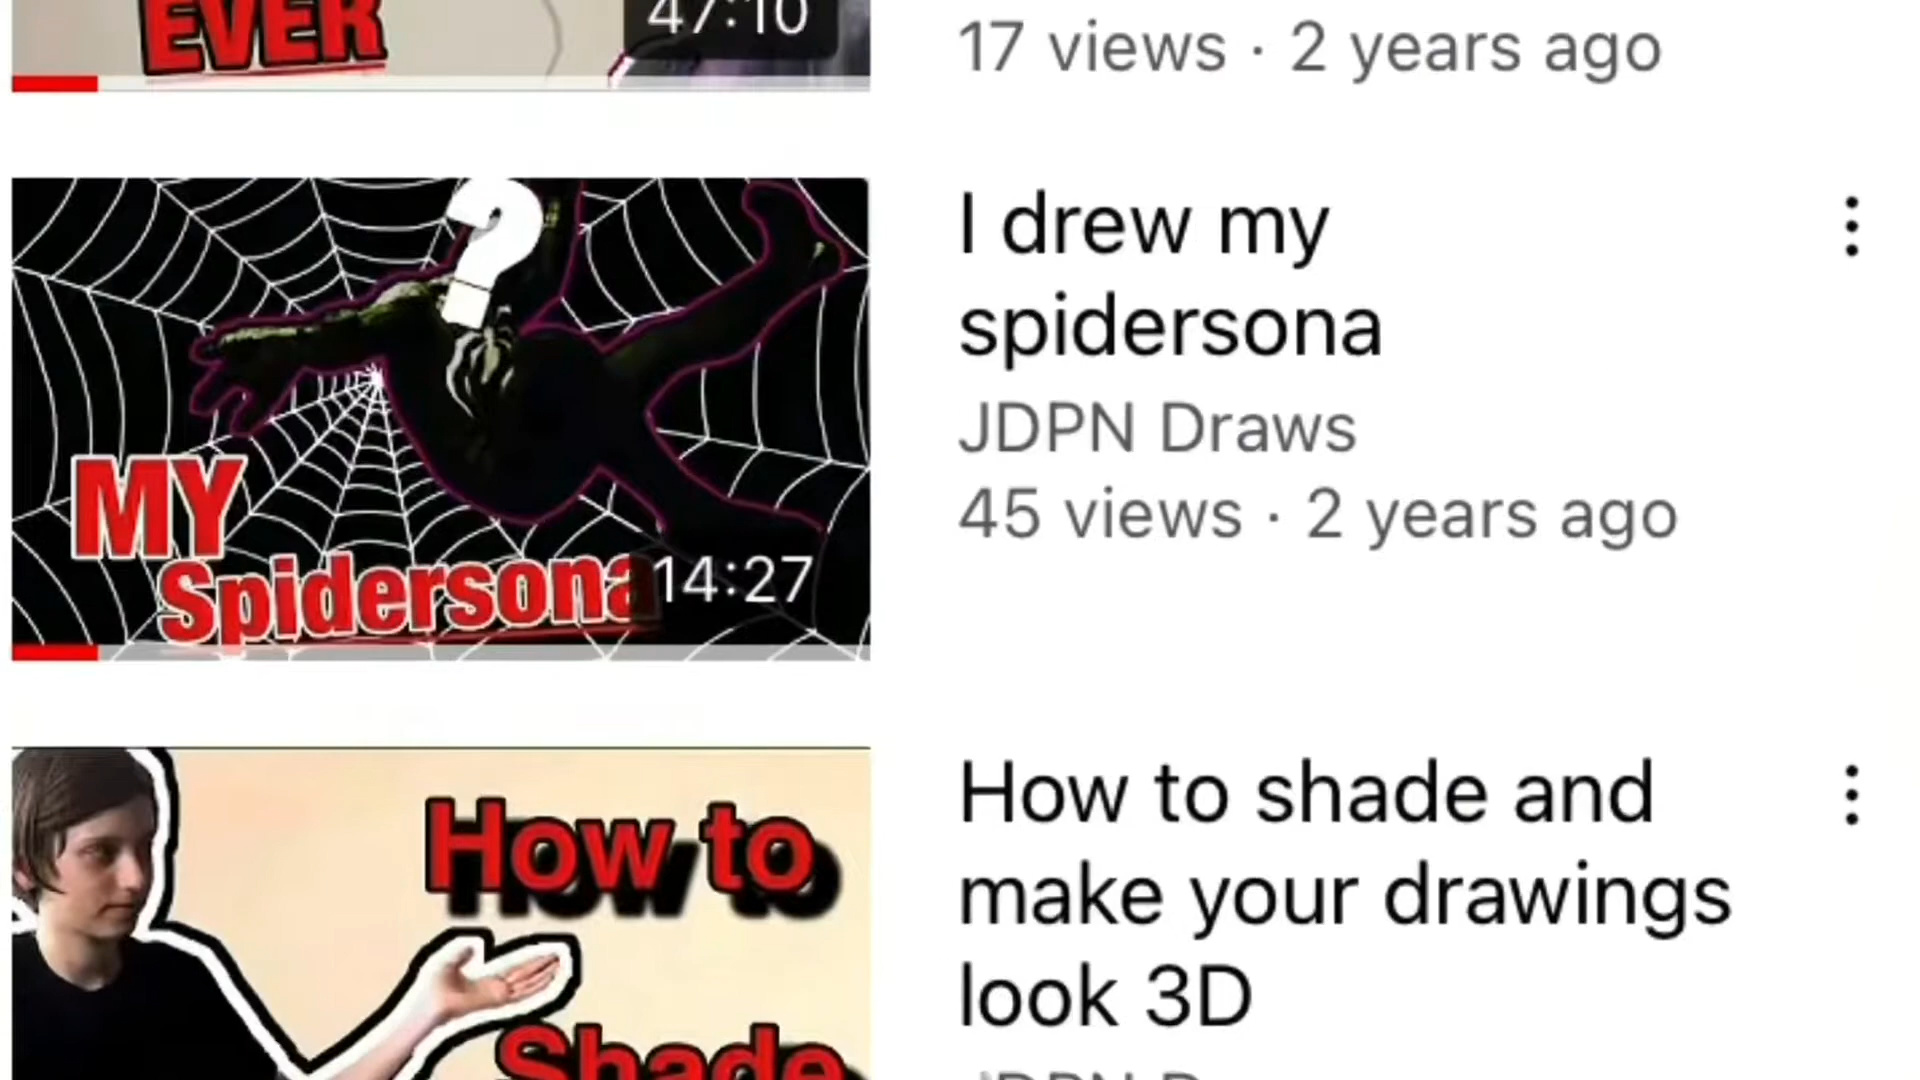 EVER
47:10
17 views · 2 years ago
?
MY
Spidersona
14:27
I drew my
spidersona
JDPN Draws
45 views · 2 years ago
How to
Shade
How to shade and
make your drawings
look 3D